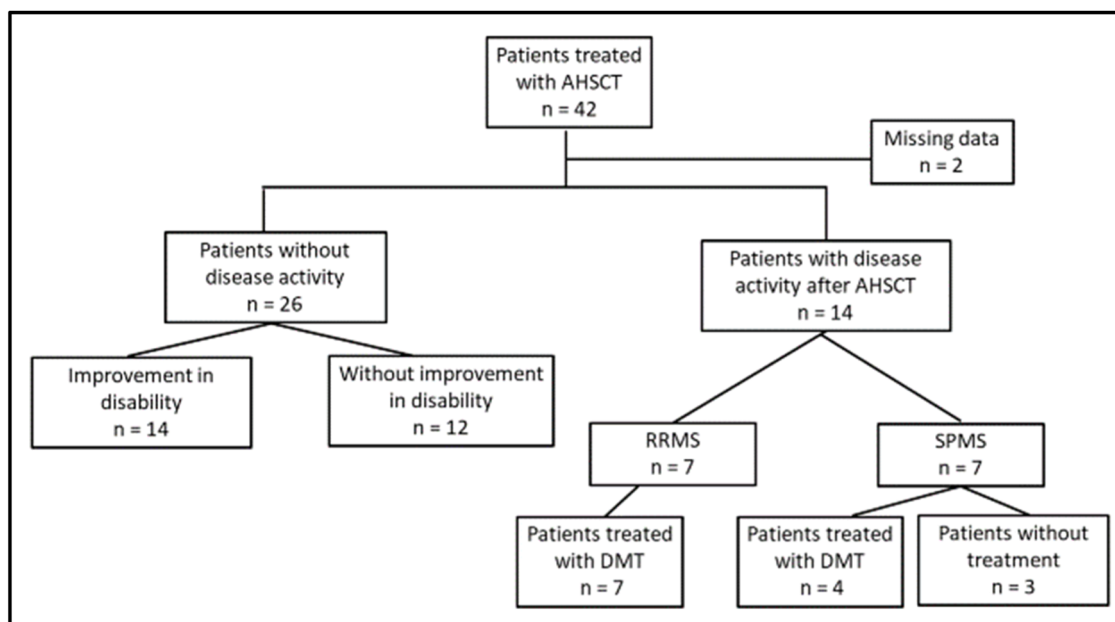 Patients treated
with AHSCT
n = 42
Missing data
n = 2
Patients without
disease activity
n = 26
Patients with disease
activity after AHSCT
n = 14
Improvement in
disability
n = 14
Without improvement
in disability
n = 12
RRMS
n = 7
SPMS
n = 7
Patients treated
with DMT
n = 7
Patients treated
with DMT
n = 4
Patients without
treatment
n = 3